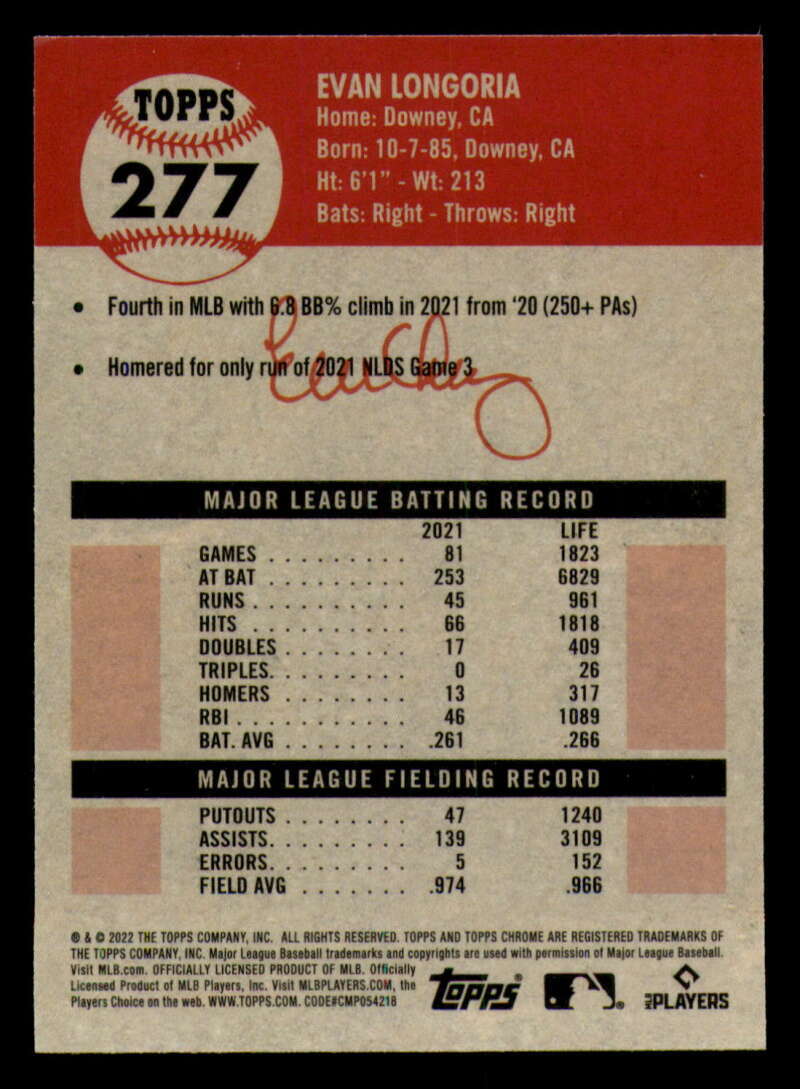 TOPPS
277
EVAN LONGORIA
Home: Downey, CA
Born: 10-7-85, Downey, CA
Ht: 6'1" - Wt: 213
Bats: Right - Throws: Right
• Fourth in MLB with 6.8 BB% climb in 2021 from '20 (250+ PAs)
• Homered for only run of 2021 NLDS Game 3
MAJOR LEAGUE BATTING RECORD
2021 LIFE
GAMES . . . . . . . . . 81 1823
AT BAT . . . . . . . . . 253 6829
RUNS . . . . . . . . . . 45 961
HITS . . . . . . . . . . 66 1818
DOUBLES . . . . . . . . 17 409
TRIPLES. . . . . . . . . 0 26
HOMERS . . . . . . . . 13 317
RBI . . . . . . . . . . . 46 1089
BAT. AVG . . . . . . . . .261 .266
MAJOR LEAGUE FIELDING RECORD
PUTOUTS . . . . . . . . 47 1240
ASSISTS. . . . . . . . . 139 3109
ERRORS. . . . . . . . . 5 152
FIELD AVG . . . . . . . .974 .966
® & © 2022 THE TOPPS COMPANY, INC. ALL RIGHTS RESERVED. TOPPS AND TOPPS CHROME ARE REGISTERED TRADEMARKS OF
THE TOPPS COMPANY, INC. Major League Baseball trademarks and copyrights are used with permission of Major League Baseball.
Visit MLB.com. OFFICIALLY LICENSED PRODUCT OF MLB. Officially
Licensed Product of MLB Players, Inc. Visit MLBPLAYERS.COM, the
Players Choice on the web. WWW.TOPPS.COM. CODE#CMP054218
TOPPS®
MLB PLAYERS